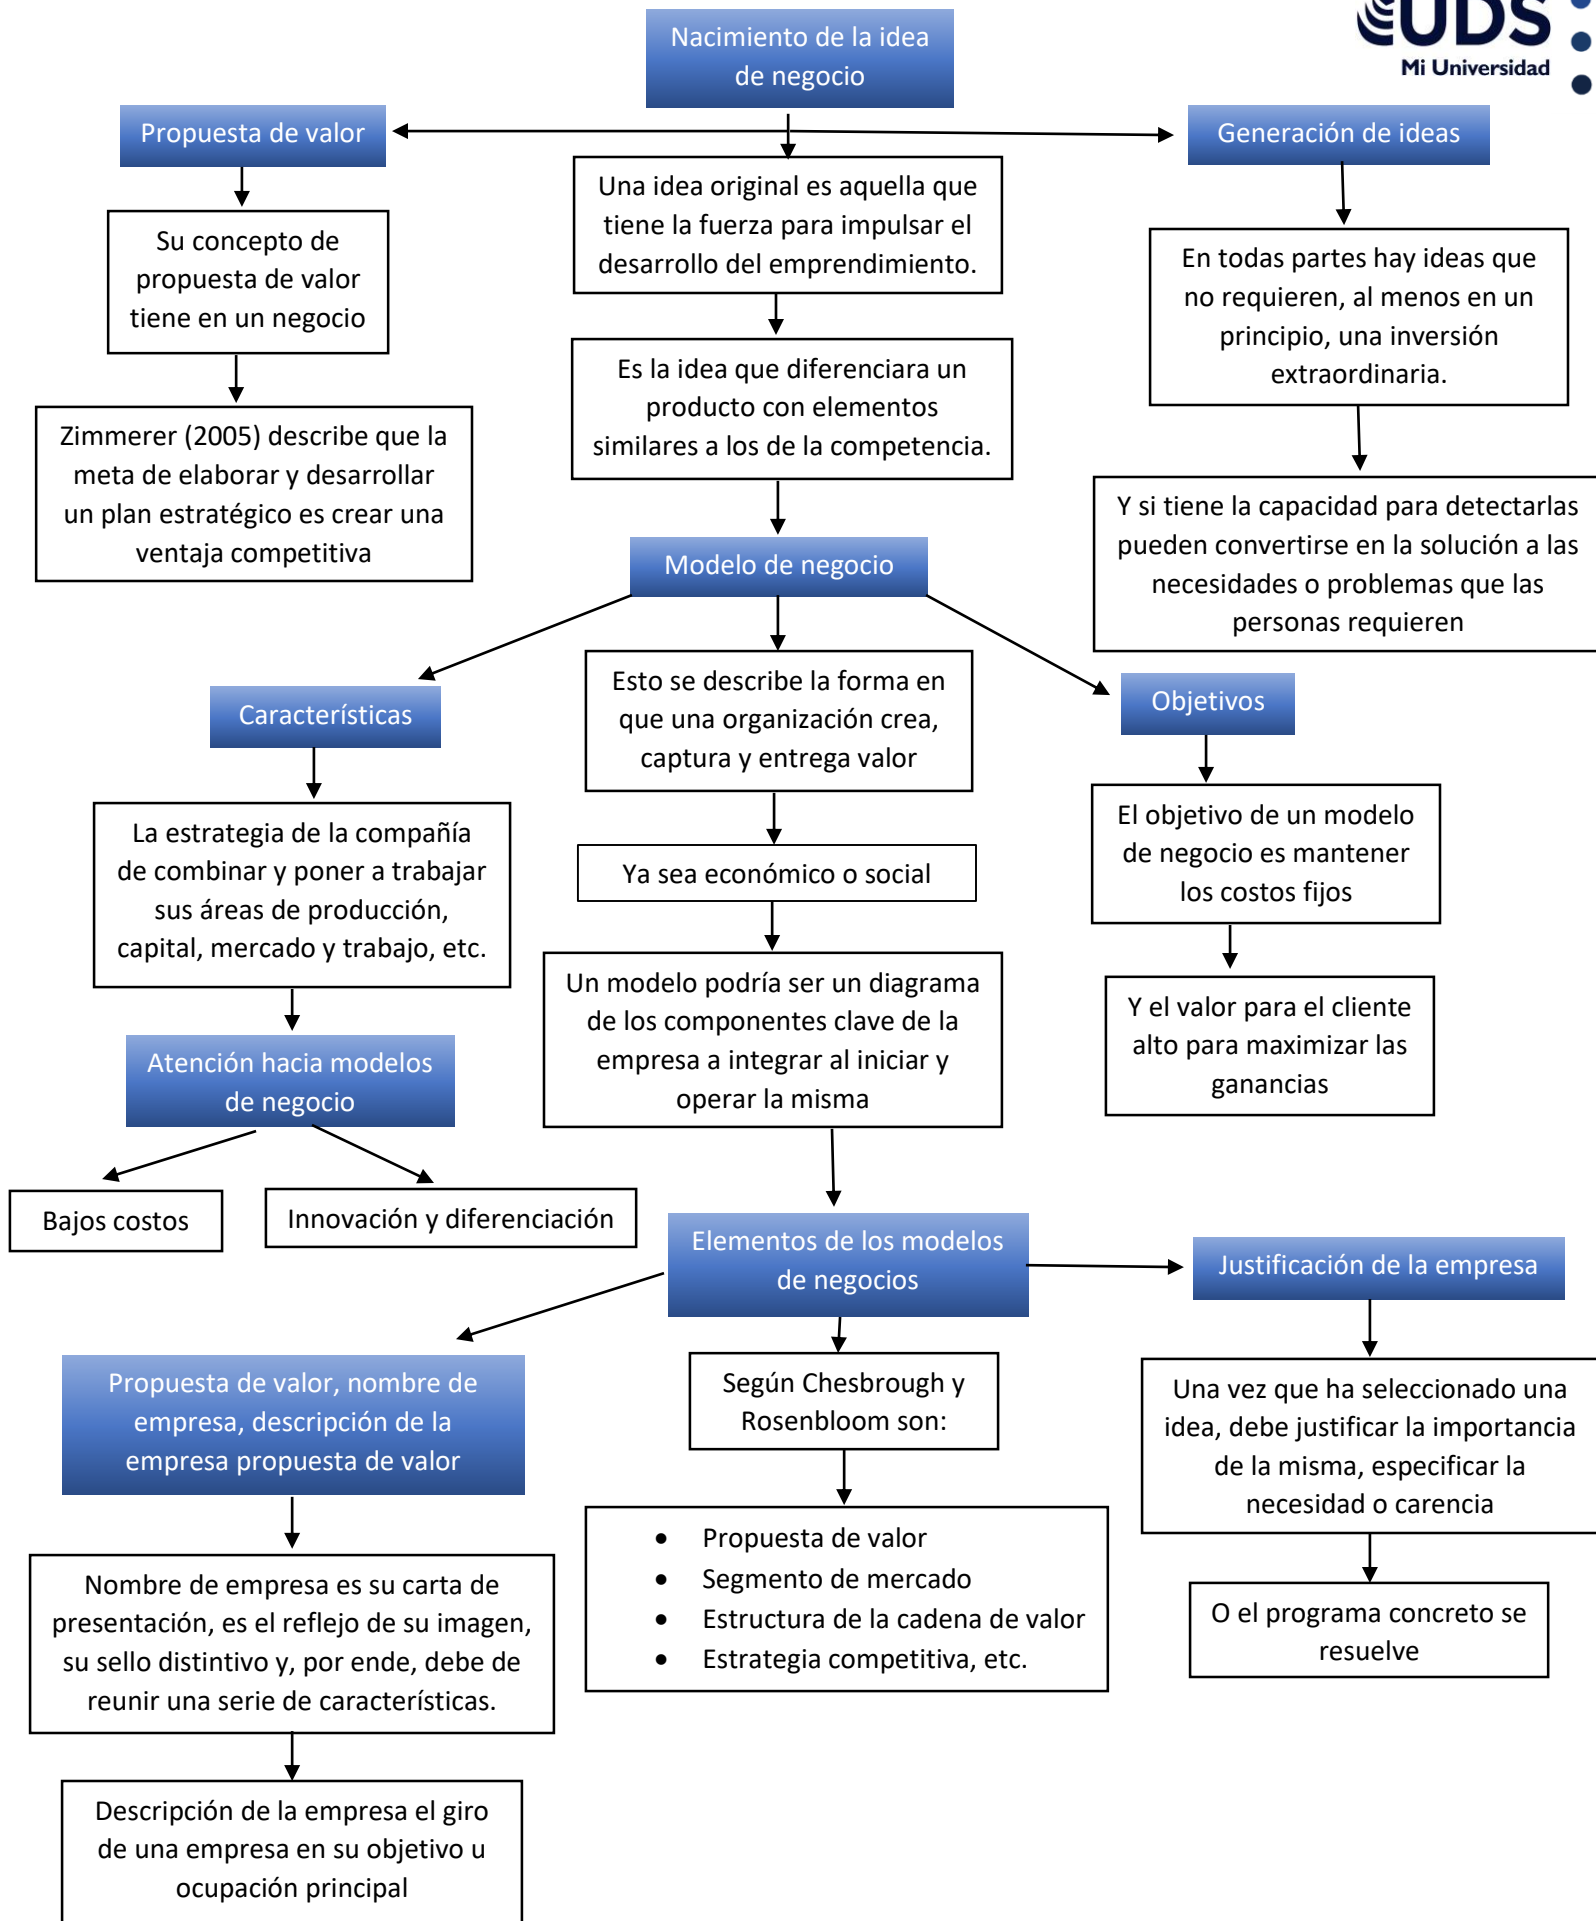 UDS
Mi Universidad
Nacimiento de la idea
de negocio
Propuesta de valor
Generación de ideas
Su concepto de
propuesta de valor
tiene en un negocio
Zimmerer (2005) describe que la
meta de elaborar y desarrollar
un plan estratégico es crear una
ventaja competitiva
Una idea original es aquella que
tiene la fuerza para impulsar el
desarrollo del emprendimiento.
Es la idea que diferenciara un
producto con elementos
similares a los de la competencia.
En todas partes hay ideas que
no requieren, al menos en un
principio, una inversión
extraordinaria.
Y si tiene la capacidad para detectarlas
pueden convertirse en la solución a las
necesidades o problemas que las
personas requieren
Modelo de negocio
Características
Esto se describe la forma en
que una organización crea,
captura y entrega valor
Objetivos
La estrategia de la compañía
de combinar y poner a trabajar
sus áreas de producción,
capital, mercado y trabajo, etc.
Ya sea económico o social
El objetivo de un modelo
de negocio es mantener
los costos fijos
Un modelo podría ser un diagrama
de los componentes clave de la
empresa a integrar al iniciar y
operar la misma
Y el valor para el cliente
alto para maximizar las
ganancias
Atención hacia modelos
de negocio
Bajos costos
Innovación y diferenciación
Elementos de los modelos
de negocios
Justificación de la empresa
Propuesta de valor, nombre de
empresa, descripción de la
empresa propuesta de valor
Según Chesbrough y
Rosenbloom son:
Una vez que ha seleccionado una
idea, debe justificar la importancia
de la misma, especificar la
necesidad o carencia
Nombre de empresa es su carta de
presentación, es el reflejo de su imagen,
su sello distintivo y, por ende, debe de
reunir una serie de características.
• Propuesta de valor
• Segmento de mercado
• Estructura de la cadena de valor
• Estrategia competitiva, etc.
O el programa concreto se
resuelve
Descripción de la empresa el giro
de una empresa en su objetivo u
ocupación principal